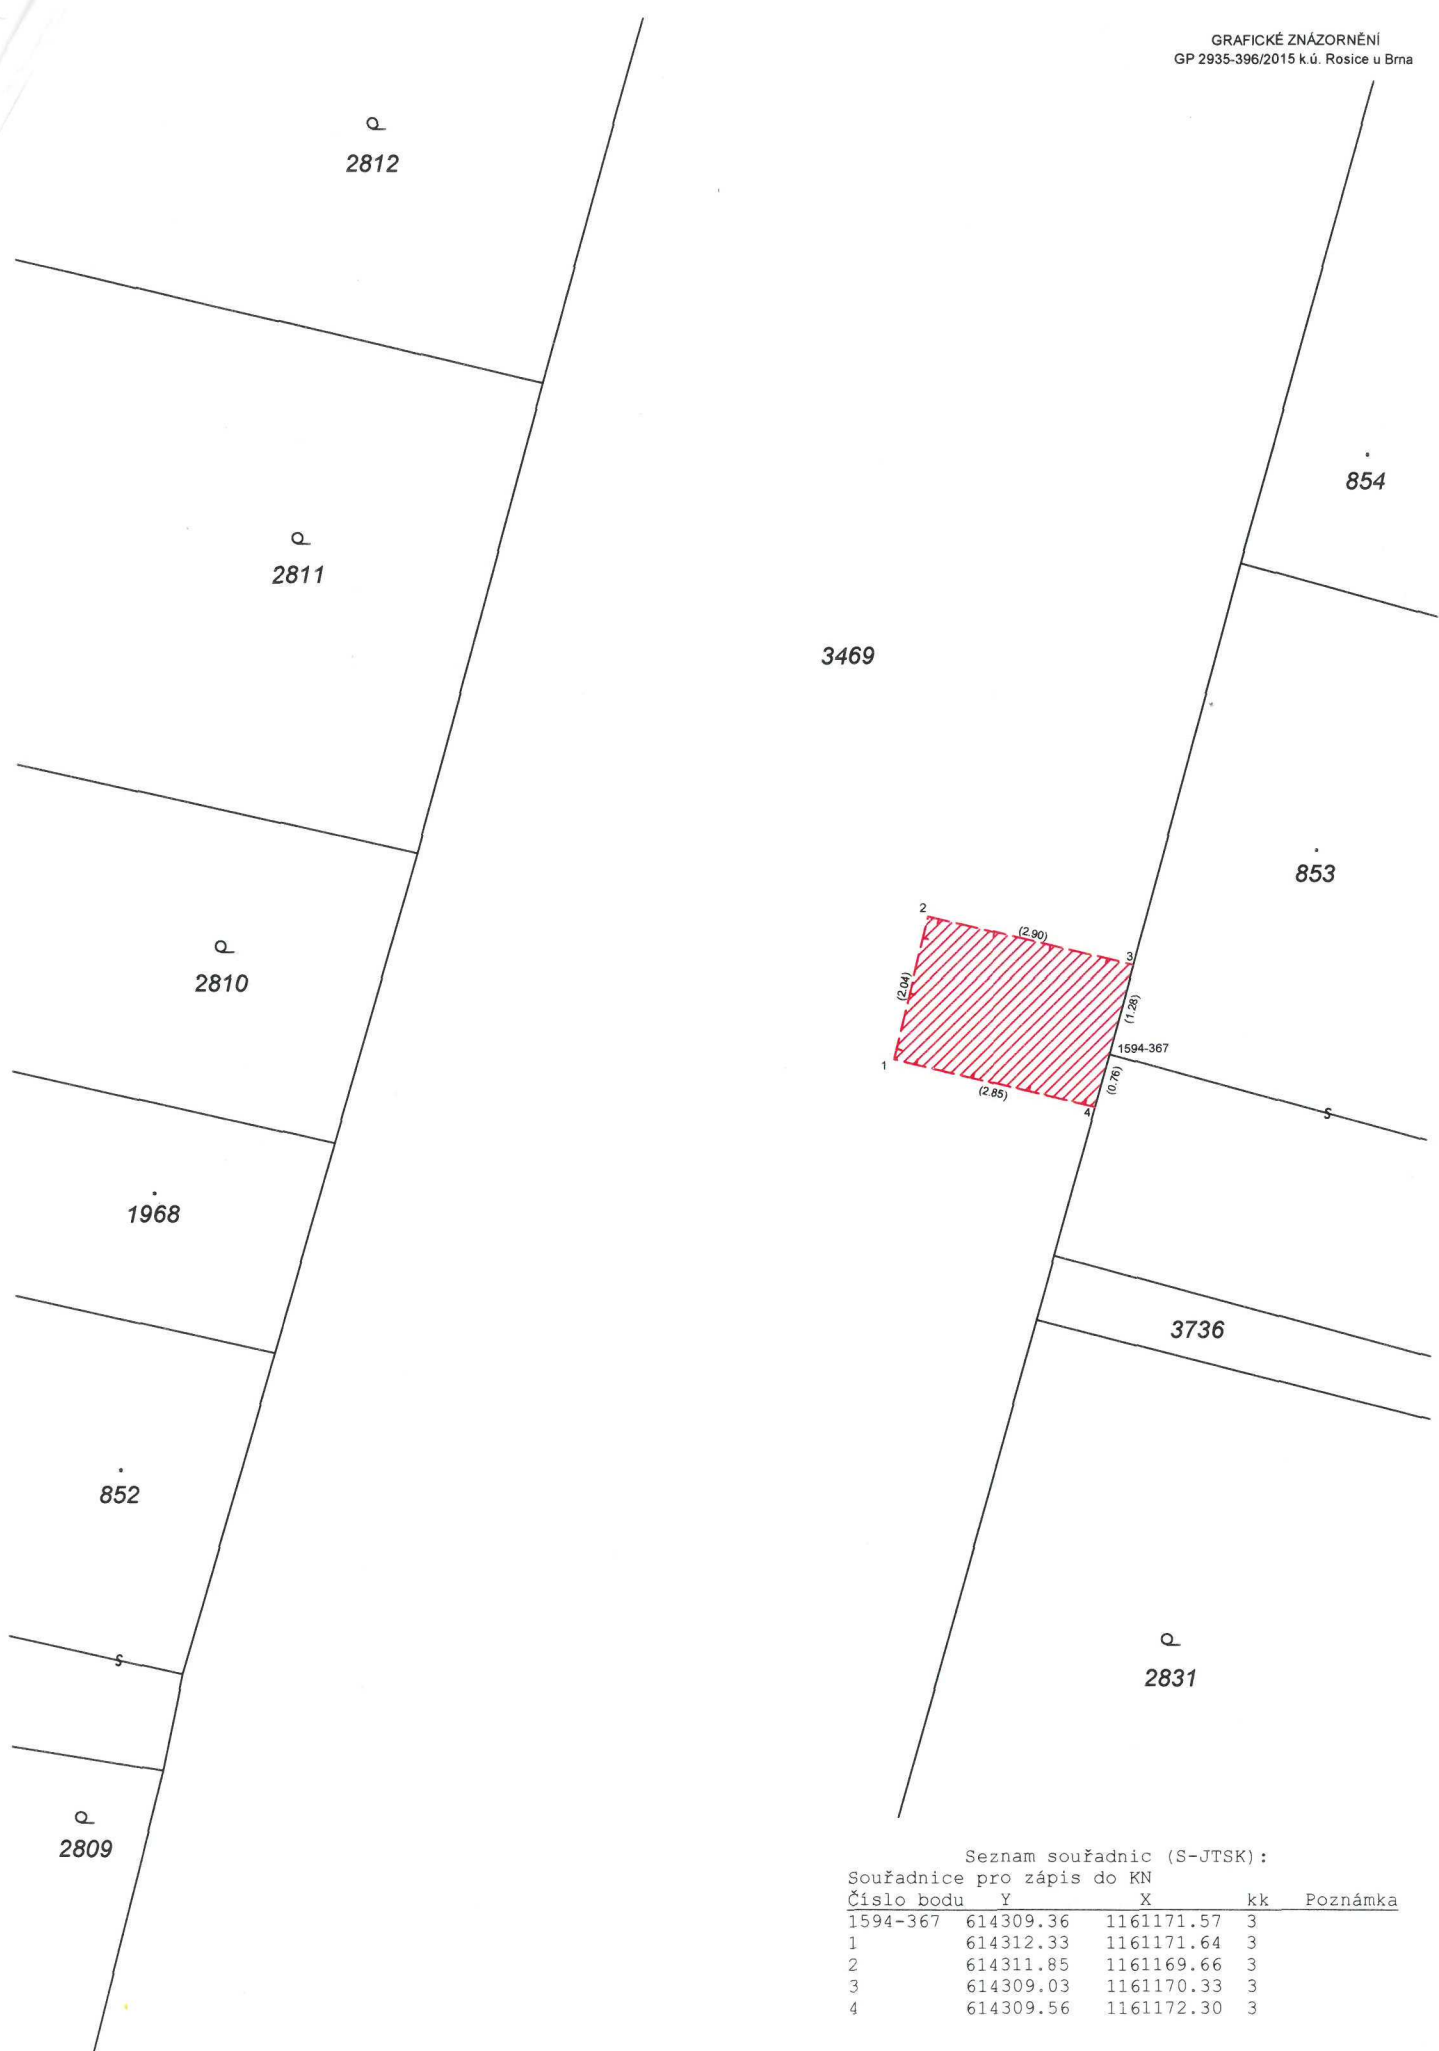 GRAFICKÉ ZNÁZORNĚNÍ
GP 2935-396/2015 k.ú. Rosice u Brna
2812
2811
854
3469
853
2
(2.90)
3
2810
(2.04)
(1.28)
1594-367
1
(0.76)
(2.85)
4
s
1968
3736
852
s
2831
2809
Seznam souřadnic (S-JTSK):
Souřadnice pro zápis do KN
Číslo bodu Y X kk Poznámka
1594-367 614309.36 1161171.57 3
1 614312.33 1161171.64 3
2 614311.85 1161169.66 3
3 614309.03 1161170.33 3
4 614309.56 1161172.30 3